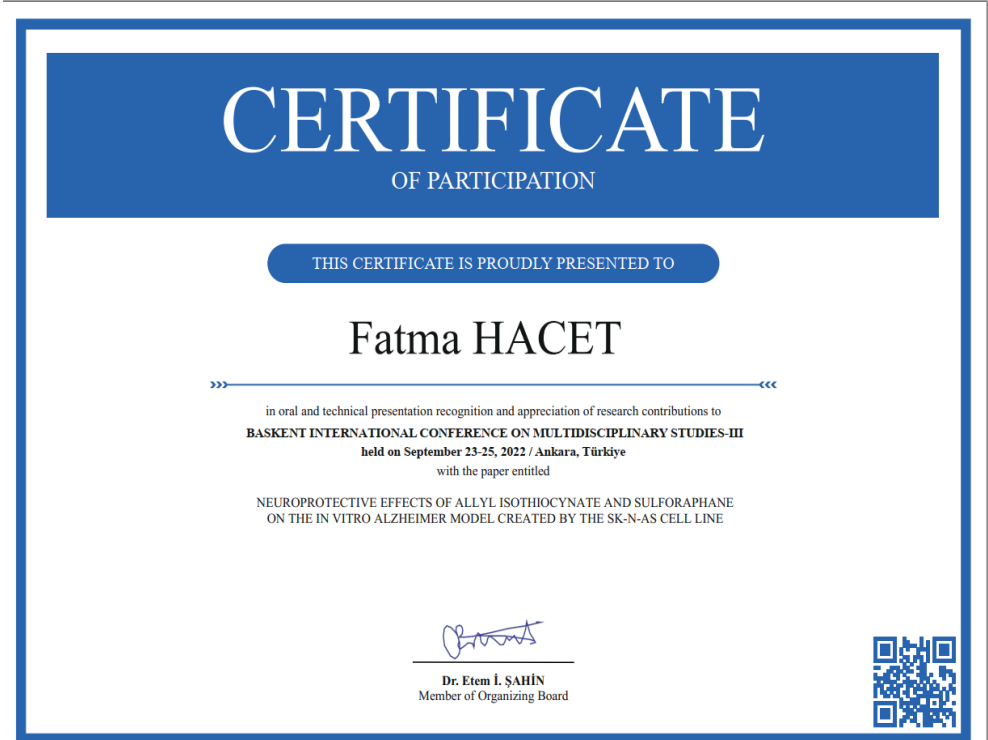 CERTIFICATE
OF PARTICIPATION
THIS CERTIFICATE IS PROUDLY PRESENTED TO
Fatma HACET
in oral and technical presentation recognition and appreciation of research contributions to
BASKENT INTERNATIONAL CONFERENCE ON MULTIDISCIPLINARY STUDIES-III
held on September 23-25, 2022 / Ankara, Türkiye
with the paper entitled
NEUROPROTECTIVE EFFECTS OF ALLYL ISOTHIOCYNATE AND SULFORAPHANE
ON THE IN VITRO ALZHEIMER MODEL CREATED BY THE SK-N-AS CELL LINE
Dr. Etem İ. ŞAHİN
Member of Organizing Board